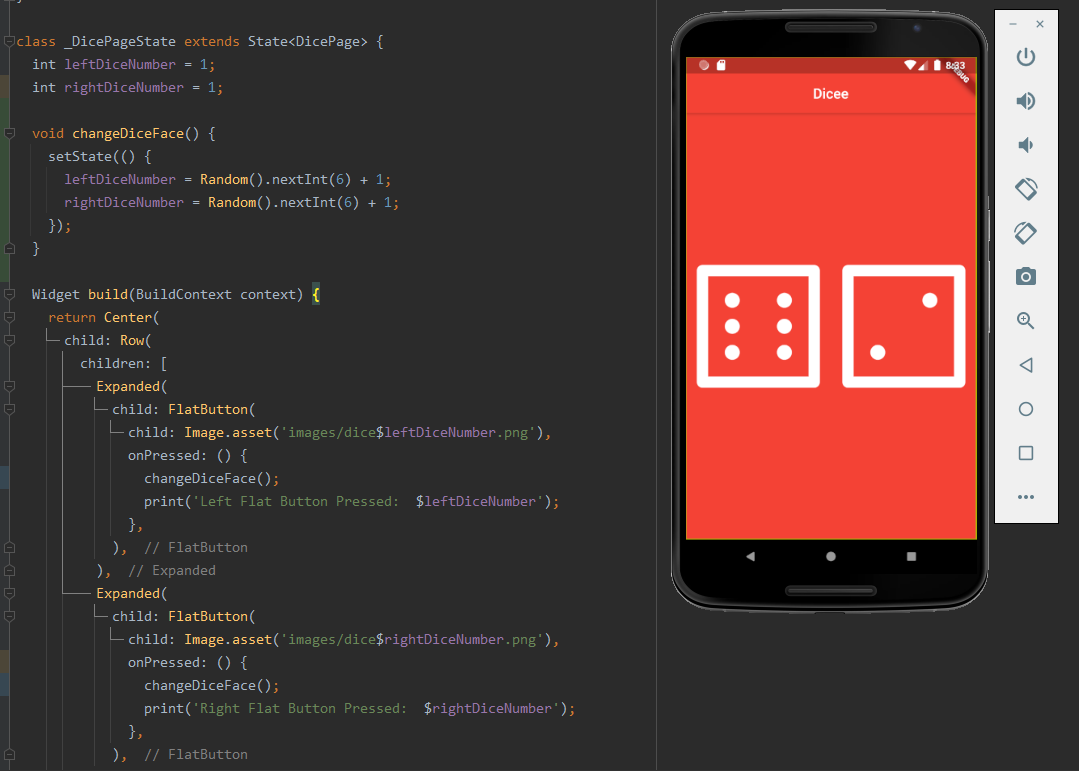 class _DicePageState extends State<DicePage> {
int leftDiceNumber = 1;
int rightDiceNumber = 1;
void changeDiceFace() {
setState(() {
leftDiceNumber = Random().nextInt(6) + 1;
rightDiceNumber = Random().nextInt(6) + 1;
});
}
Widget build(BuildContext context) {
return Center(
child: Row(
children: [
Expanded(
child: FlatButton(
child: Image.asset('images/dice$leftDiceNumber.png'),
onPressed: () {
changeDiceFace();
print('Left Flat Button Pressed:  $leftDiceNumber');
},
),  // FlatButton
),  // Expanded
Expanded(
child: FlatButton(
child: Image.asset('images/dice$rightDiceNumber.png'),
onPressed: () {
changeDiceFace();
print('Right Flat Button Pressed:  $rightDiceNumber');
},
),  // FlatButton
8:33
DEBUG
Dicee